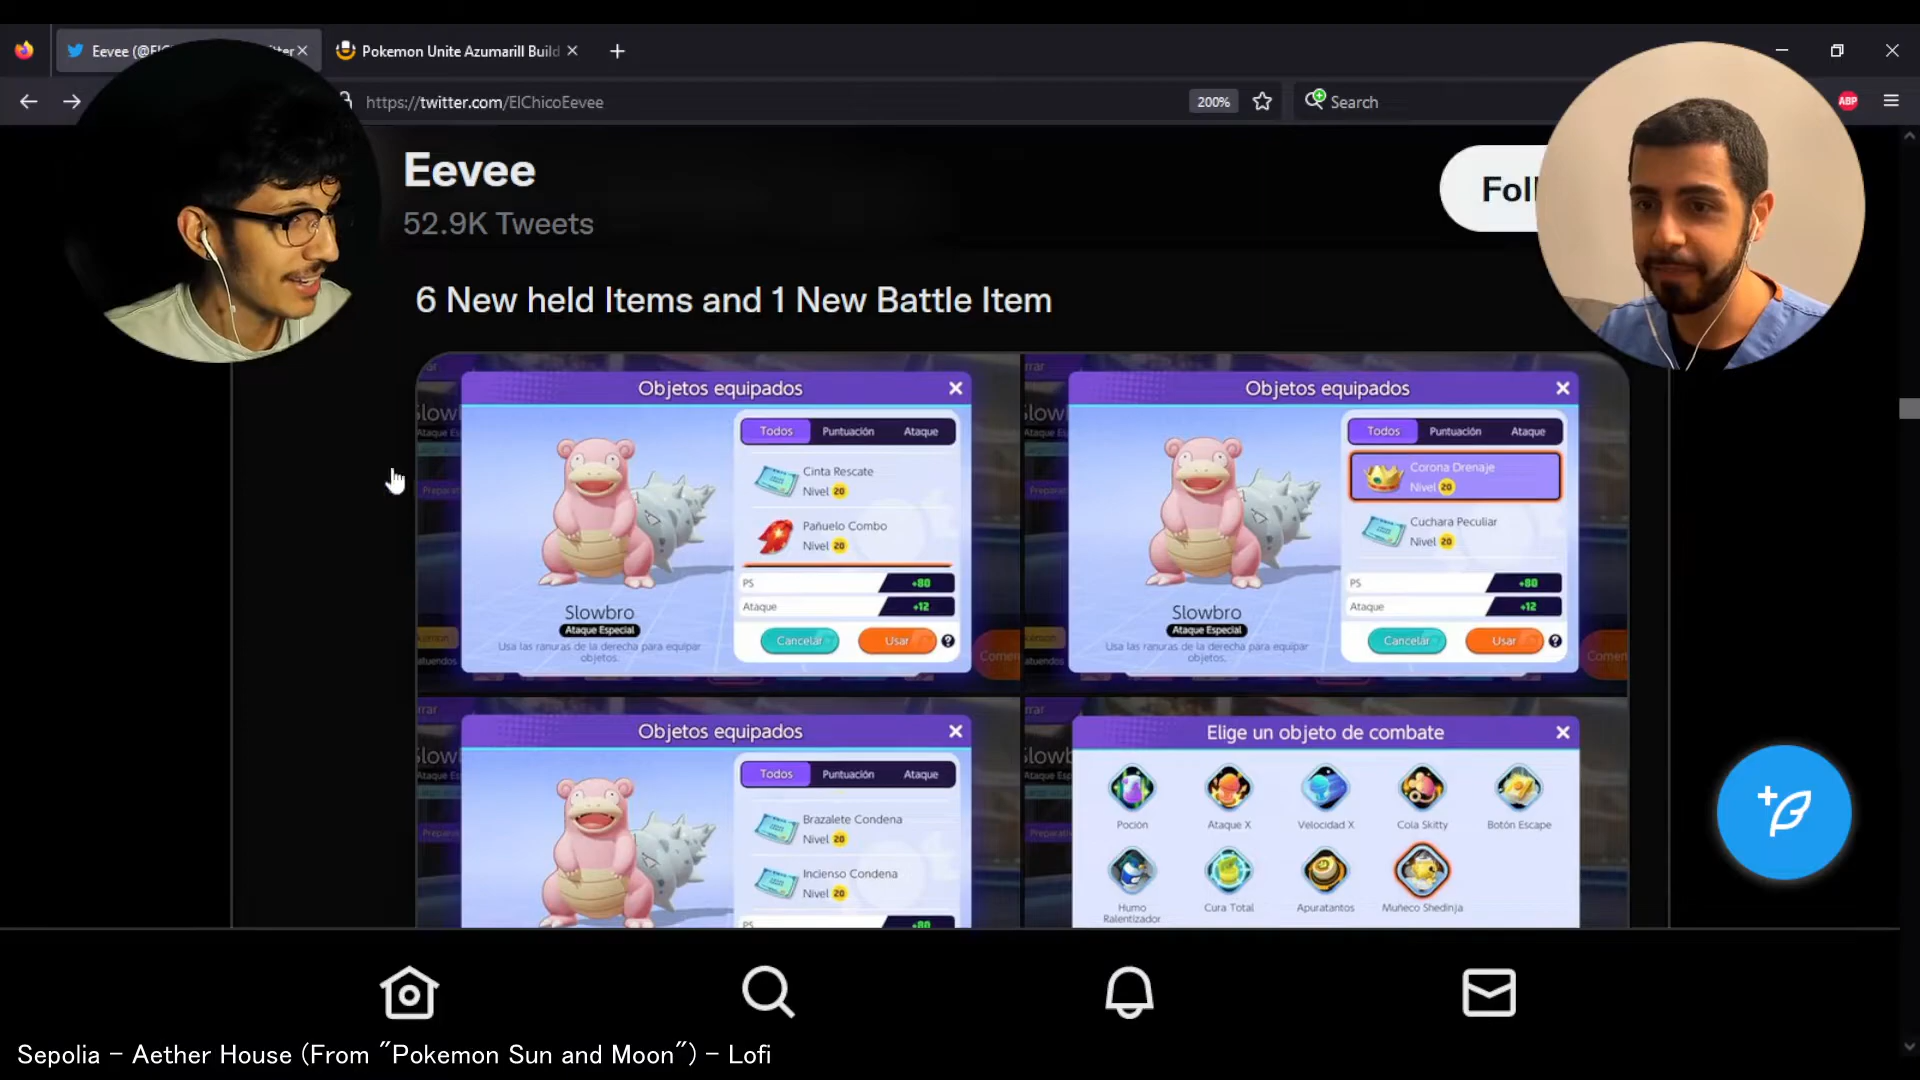 Eevee (@El
tter
Pokemon Unite Azumarill Build
https://twitter.com/ElChicoEevee
200%
Search
ABP
Eevee
52.9K Tweets
Fol
6 New held Items and 1 New Battle Item
Objetos equipados
Todos Puntuación Ataque
Cinta Rescate
Nivel 20
Pañuelo Combo
Nivel 20
PS +80
Ataque +12
Slowbro
Ataque Especial
Usa las ranuras de la derecha para equipar
objetos.
Cancelar Usar ?
Objetos equipados
Todos Puntuación Ataque
Corona Drenaje
Nivel 20
Cuchara Peculiar
Nivel 20
PS +80
Ataque +12
Slowbro
Ataque Especial
Usa las ranuras de la derecha para equipar
objetos.
Cancelar Usar ?
Objetos equipados
Todos Puntuación Ataque
Brazalete Condena
Nivel 20
Incienso Condena
Nivel 20
PS +80
Elige un objeto de combate
Poción Ataque X Velocidad X Cola Skitty Botón Escape
Humo
Ralentizador
Cura Total Apuratantos Muñeco Shedinja
Sepolia - Aether House (From "Pokemon Sun and Moon") - Lofi